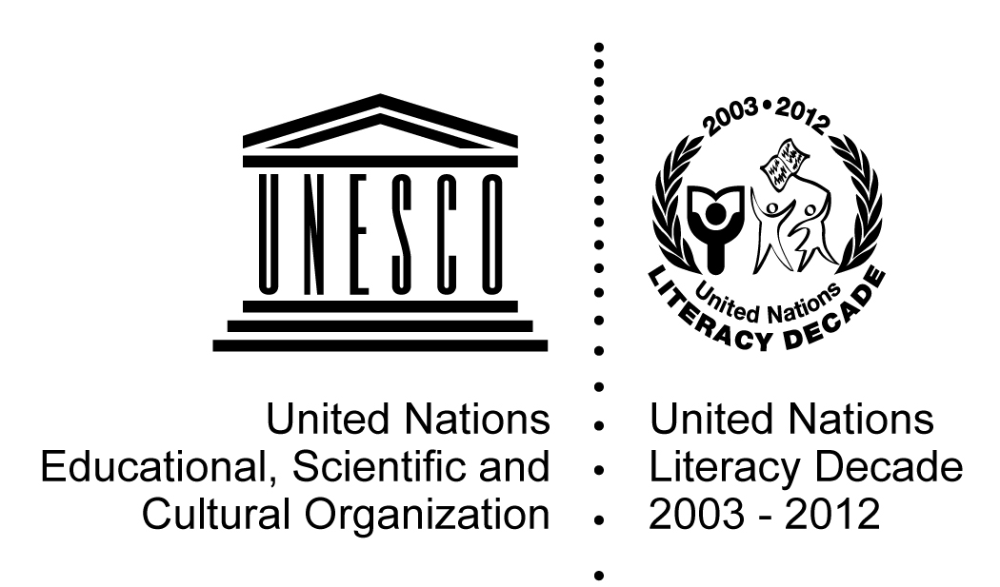 UNESCO
United Nations
Educational, Scientific and
Cultural Organization
2003 • 2012
United Nations
LITERACY DECADE
United Nations
Literacy Decade
2003 - 2012